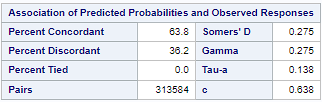 Association of Predicted Probabilities and Observed Responses
Percent Concordant 63.8 Somers' D 0.275
Percent Discordant 36.2 Gamma 0.275
Percent Tied 0.0 Tau-a 0.138
Pairs 313584 c 0.638